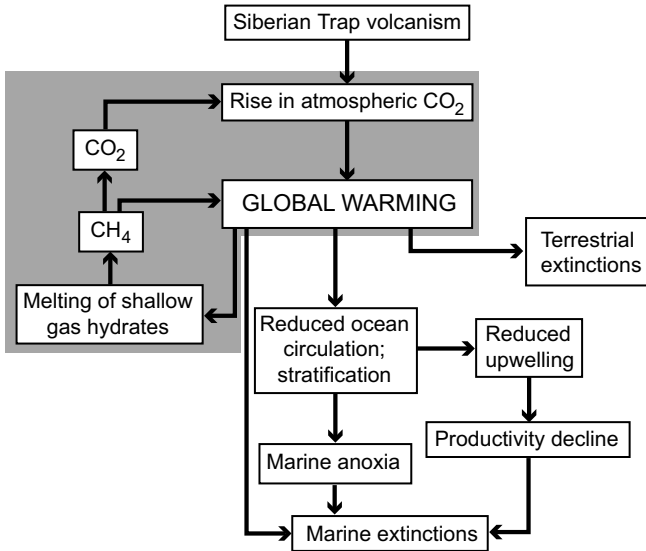 Siberian Trap volcanism
Rise in atmospheric CO₂
CO₂
GLOBAL WARMING
CH₄
Terrestrial
extinctions
Melting of shallow
gas hydrates
Reduced ocean
circulation;
stratification
Reduced
upwelling
Productivity decline
Marine anoxia
Marine extinctions